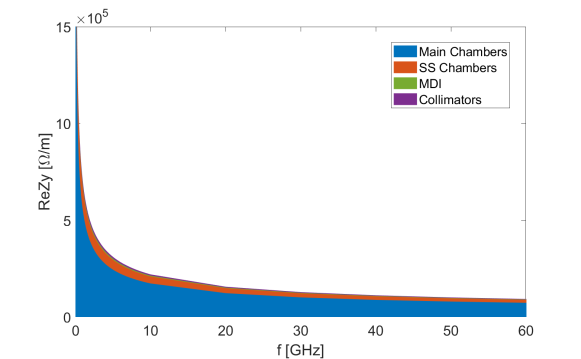 ×10⁵
15
10
5
0
ReZy [Ω/m]
Main Chambers
SS Chambers
MDI
Collimators
0 10 20 30 40 50 60
f [GHz]